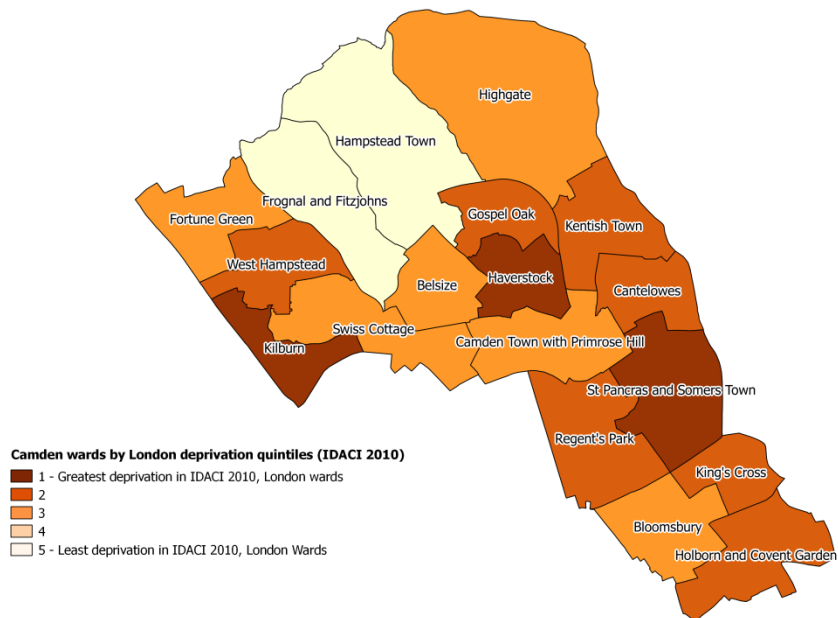 Highgate
Hampstead Town
Frognal and Fitzjohns
Gospel Oak
Fortune Green
Kentish Town
West Hampstead
Haverstock
Belsize
Cantelowes
Swiss Cottage
Camden Town with Primrose Hill
Kilburn
St Pancras and Somers Town
Regent's Park
King's Cross
Bloomsbury
Holborn and Covent Garden
Camden wards by London deprivation quintiles (IDACI 2010)
1 - Greatest deprivation in IDACI 2010, London wards
2
3
4
5 - Least deprivation in IDACI 2010, London Wards